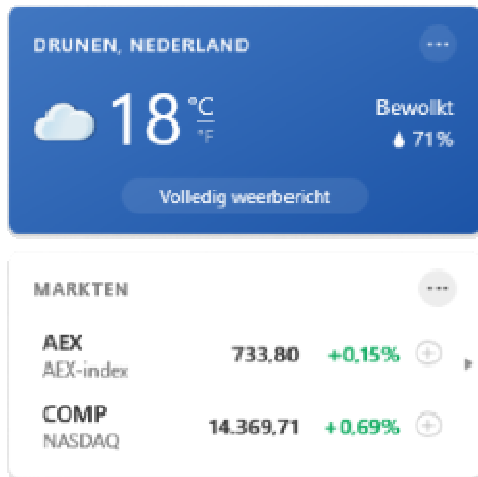 DRUNEN, NEDERLAND
18 °C
°F
Bewolkt
71%
Volledig weerbericht
MARKTEN
AEX 733,80 +0,15%
AEX-index
COMP 14.369,71 +0,69%
NASDAQ